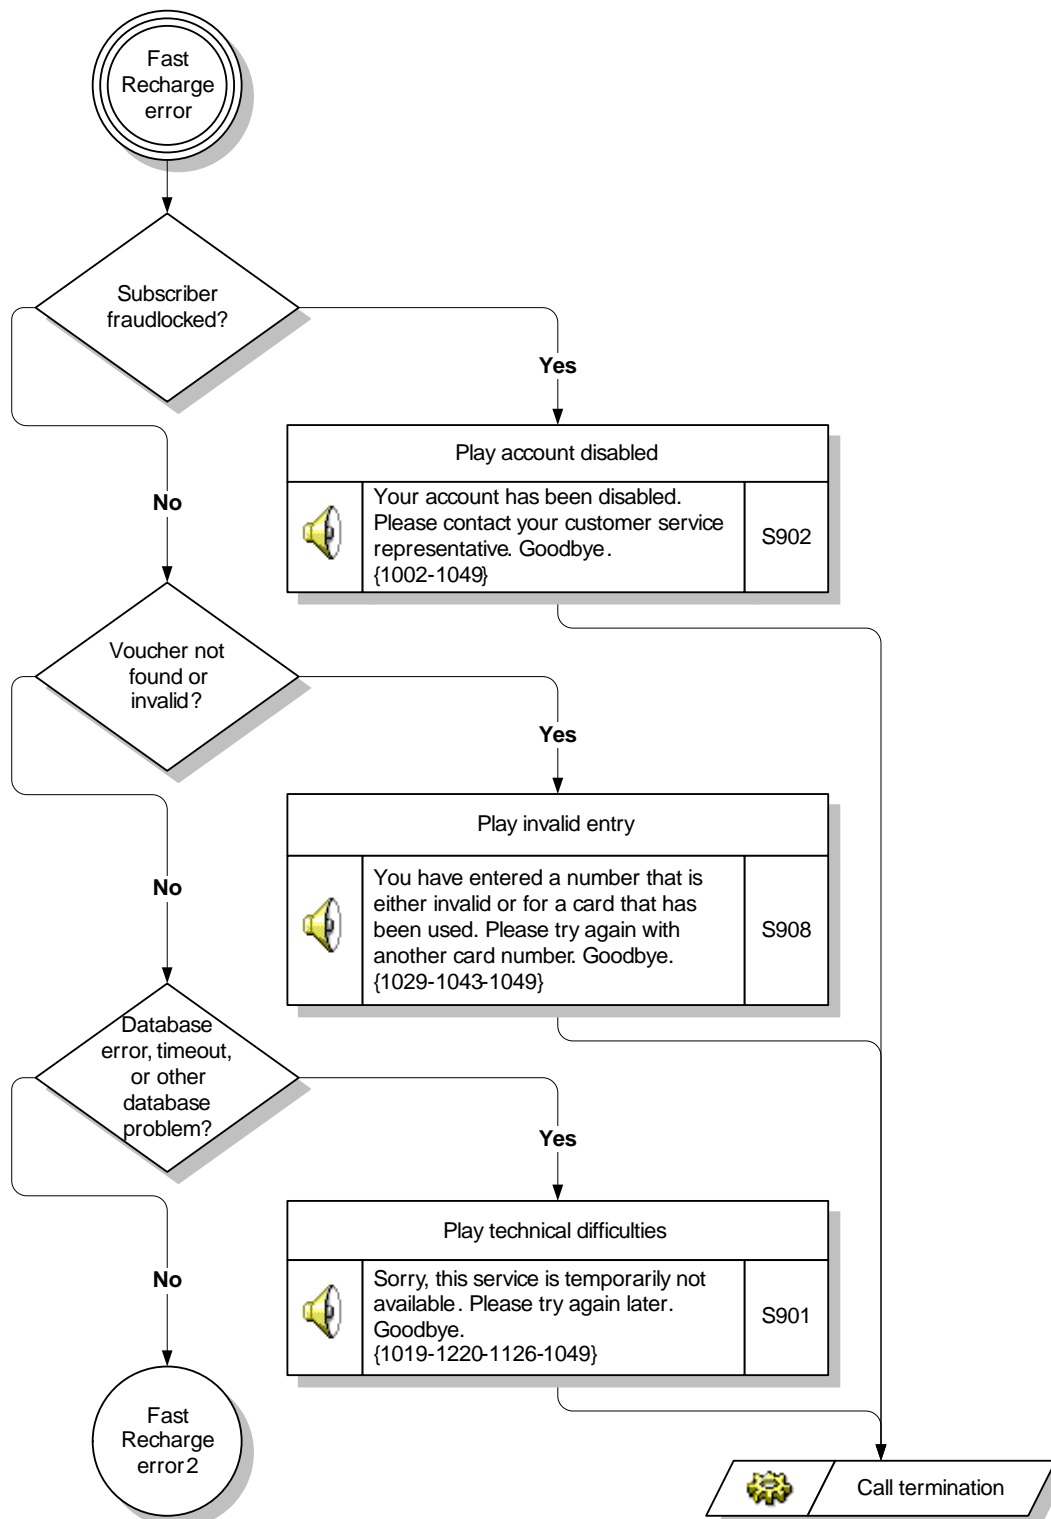 Fast
Recharge
error
Subscriber
fraudlocked?
Yes
No
Play account disabled
Your account has been disabled.
Please contact your customer service
representative. Goodbye.
{1002-1049}
S902
Voucher not
found or
invalid?
Yes
No
Play invalid entry
You have entered a number that is
either invalid or for a card that has
been used. Please try again with
another card number. Goodbye.
{1029-1043-1049}
S908
Database
error, timeout,
or other
database
problem?
Yes
No
Play technical difficulties
Sorry, this service is temporarily not
available. Please try again later.
Goodbye.
{1019-1220-1126-1049}
S901
Fast
Recharge
error2
Call termination